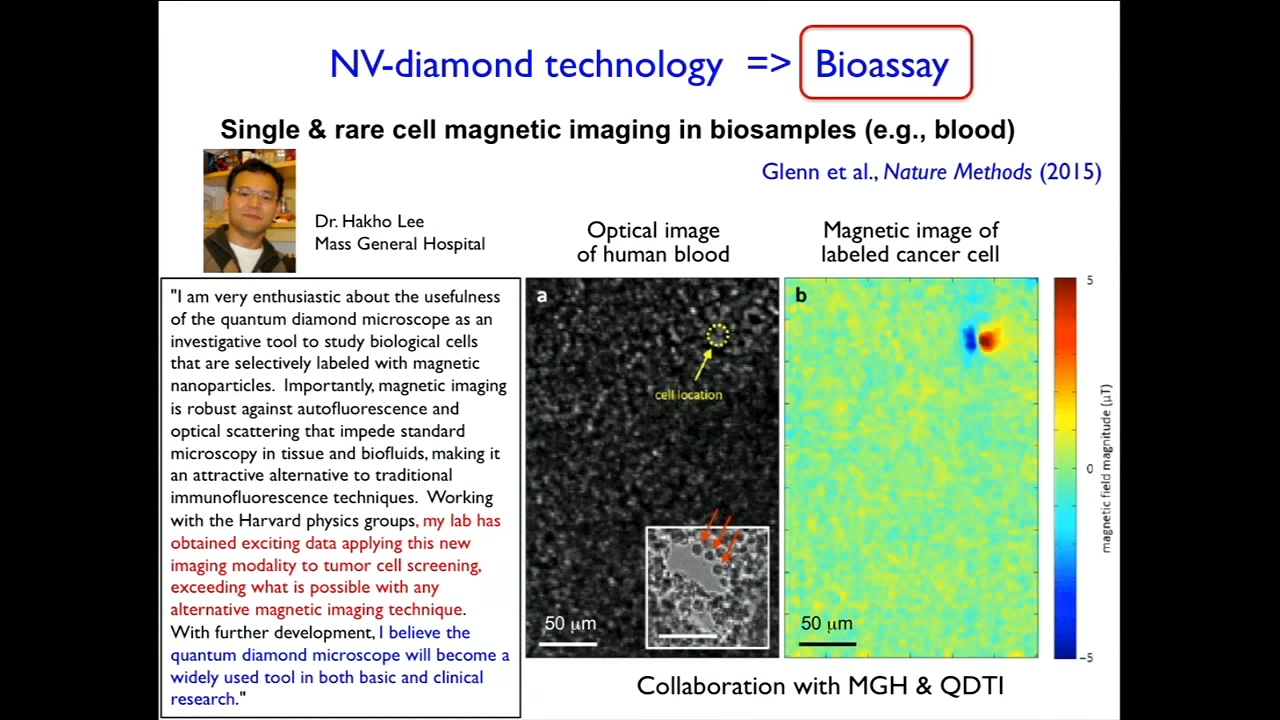 NV-diamond technology => Bioassay
Single & rare cell magnetic imaging in biosamples (e.g., blood)
Glenn et al., Nature Methods (2015)
Dr. Hakho Lee
Mass General Hospital
Optical image
of human blood
Magnetic image of
labeled cancer cell
"I am very enthusiastic about the usefulness
of the quantum diamond microscope as an
investigative tool to study biological cells
that are selectively labeled with magnetic
nanoparticles. Importantly, magnetic imaging
is robust against autofluorescence and
optical scattering that impede standard
microscopy in tissue and biofluids, making it
an attractive alternative to traditional
immunofluorescence techniques. Working
with the Harvard physics groups, my lab has
obtained exciting data applying this new
imaging modality to tumor cell screening,
exceeding what is possible with any
alternative magnetic imaging technique.
With further development, I believe the
quantum diamond microscope will become a
widely used tool in both basic and clinical
research."
a
cell location
50 μm
b
50 μm
5
0
-5
magnetic field magnitude (μT)
Collaboration with MGH & QDTI